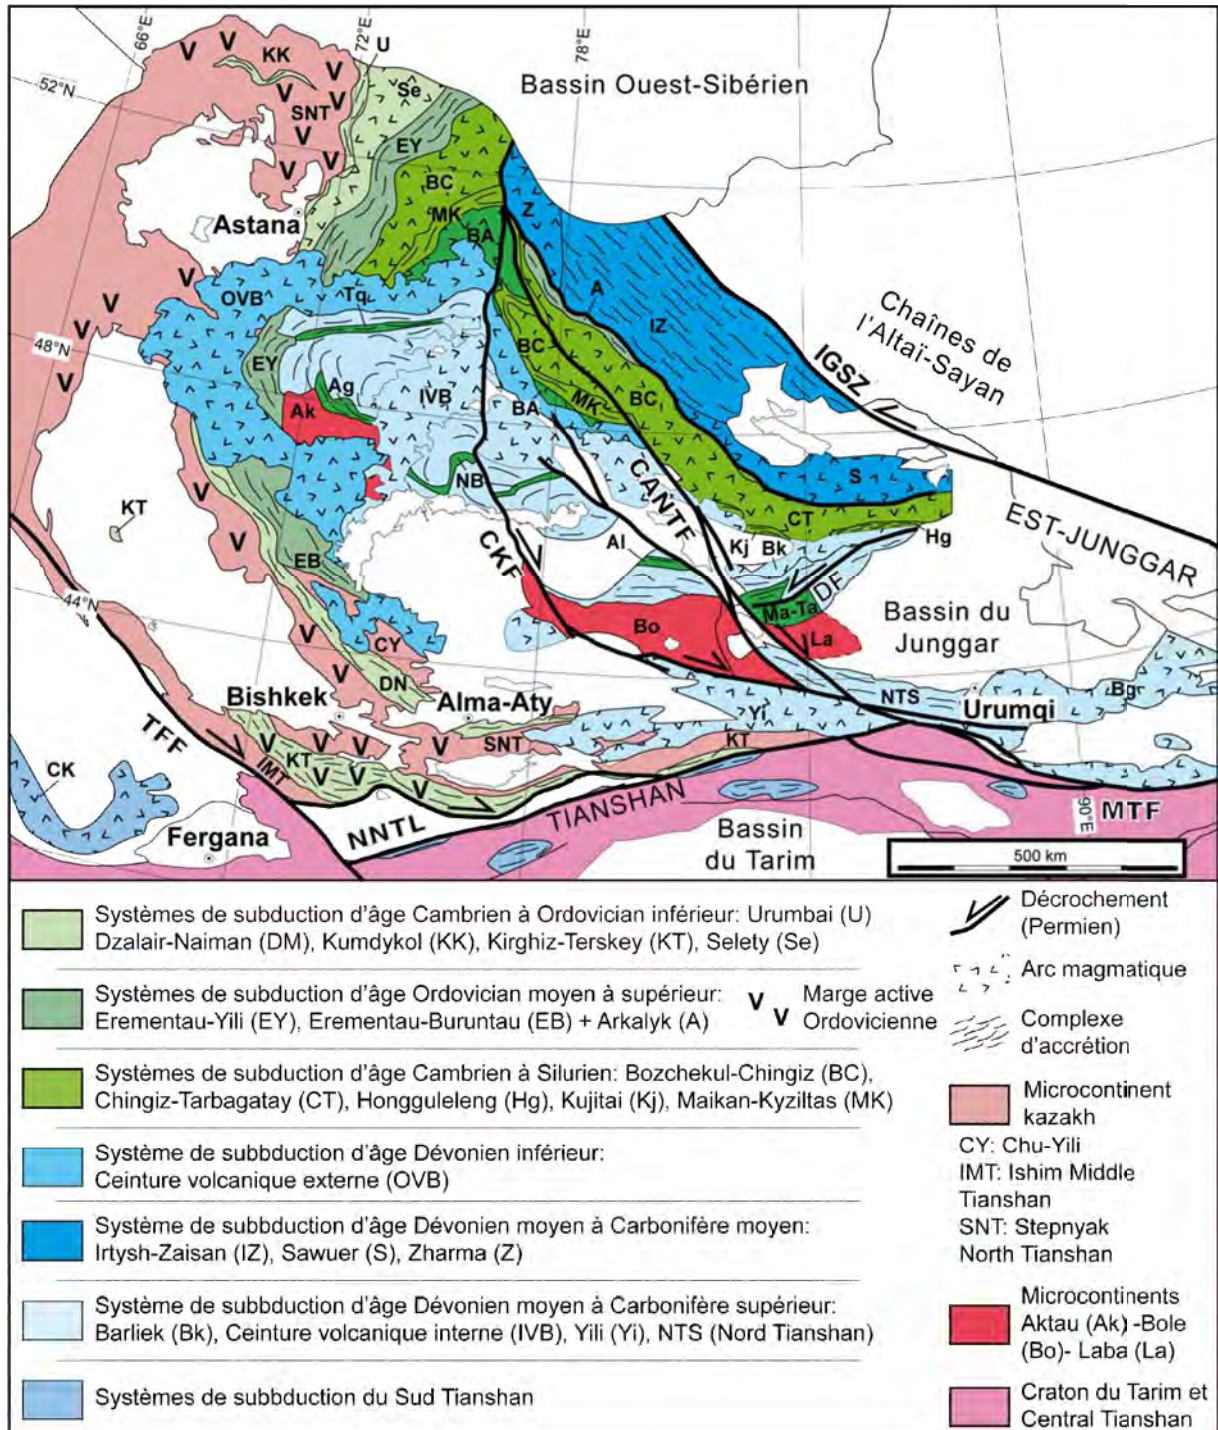 66°E
72°E
U
78°E
KK
52°N
Se
Bassin Ouest-Sibérien
SNT
EY
BC
MK
Z
Astana
BA
A
OVB
Tq
IZ
Chaînes de
l'Altaï-Sayan
48°N
EY
BC
IGSZ
Ag
IVB
MK
BC
Ak
BA
NB
CANTF
S
KT
CT
EST-JUNGGAR
CKF
Al
Kj
Bk
Hg
EB
DF
44°N
Ma-Ta
Bassin du
Junggar
Bo
La
CY
DN
Bishkek
Alma-Aty
NTS
Bg
Yi
Urumqi
TFF
SNT
KT
KT
IMT
CK
TIANSHAN
90°E
MTF
Fergana
NNTL
Bassin
du Tarim
500 km
Systèmes de subduction d'âge Cambrien à Ordovician inférieur: Urumbai (U)
Dzalair-Naiman (DM), Kumdykol (KK), Kirghiz-Terskey (KT), Selety (Se)
Systèmes de subduction d'âge Ordovician moyen à supérieur:
Erementau-Yili (EY), Erementau-Buruntau (EB) + Arkalyk (A)
V V Marge active
Ordovicienne
Systèmes de subduction d'âge Cambrien à Silurien: Bozchekul-Chingiz (BC),
Chingiz-Tarbagatay (CT), Hongguleleng (Hg), Kujitai (Kj), Maikan-Kyziltas (MK)
Système de subbduction d'âge Dévonien inférieur:
Ceinture volcanique externe (OVB)
Système de subbduction d'âge Dévonien moyen à Carbonifère moyen:
Irtysh-Zaisan (IZ), Sawuer (S), Zharma (Z)
Système de subbduction d'âge Dévonien moyen à Carbonifère supérieur:
Barliek (Bk), Ceinture volcanique interne (IVB), Yili (Yi), NTS (Nord Tianshan)
Systèmes de subbduction du Sud Tianshan
Décrochement
(Permien)
Arc magmatique
Complexe
d'accrétion
Microcontinent
kazakh
CY: Chu-Yili
IMT: Ishim Middle
Tianshan
SNT: Stepnyak
North Tianshan
Microcontinents
Aktau (Ak) -Bole
(Bo)- Laba (La)
Craton du Tarim et
Central Tianshan